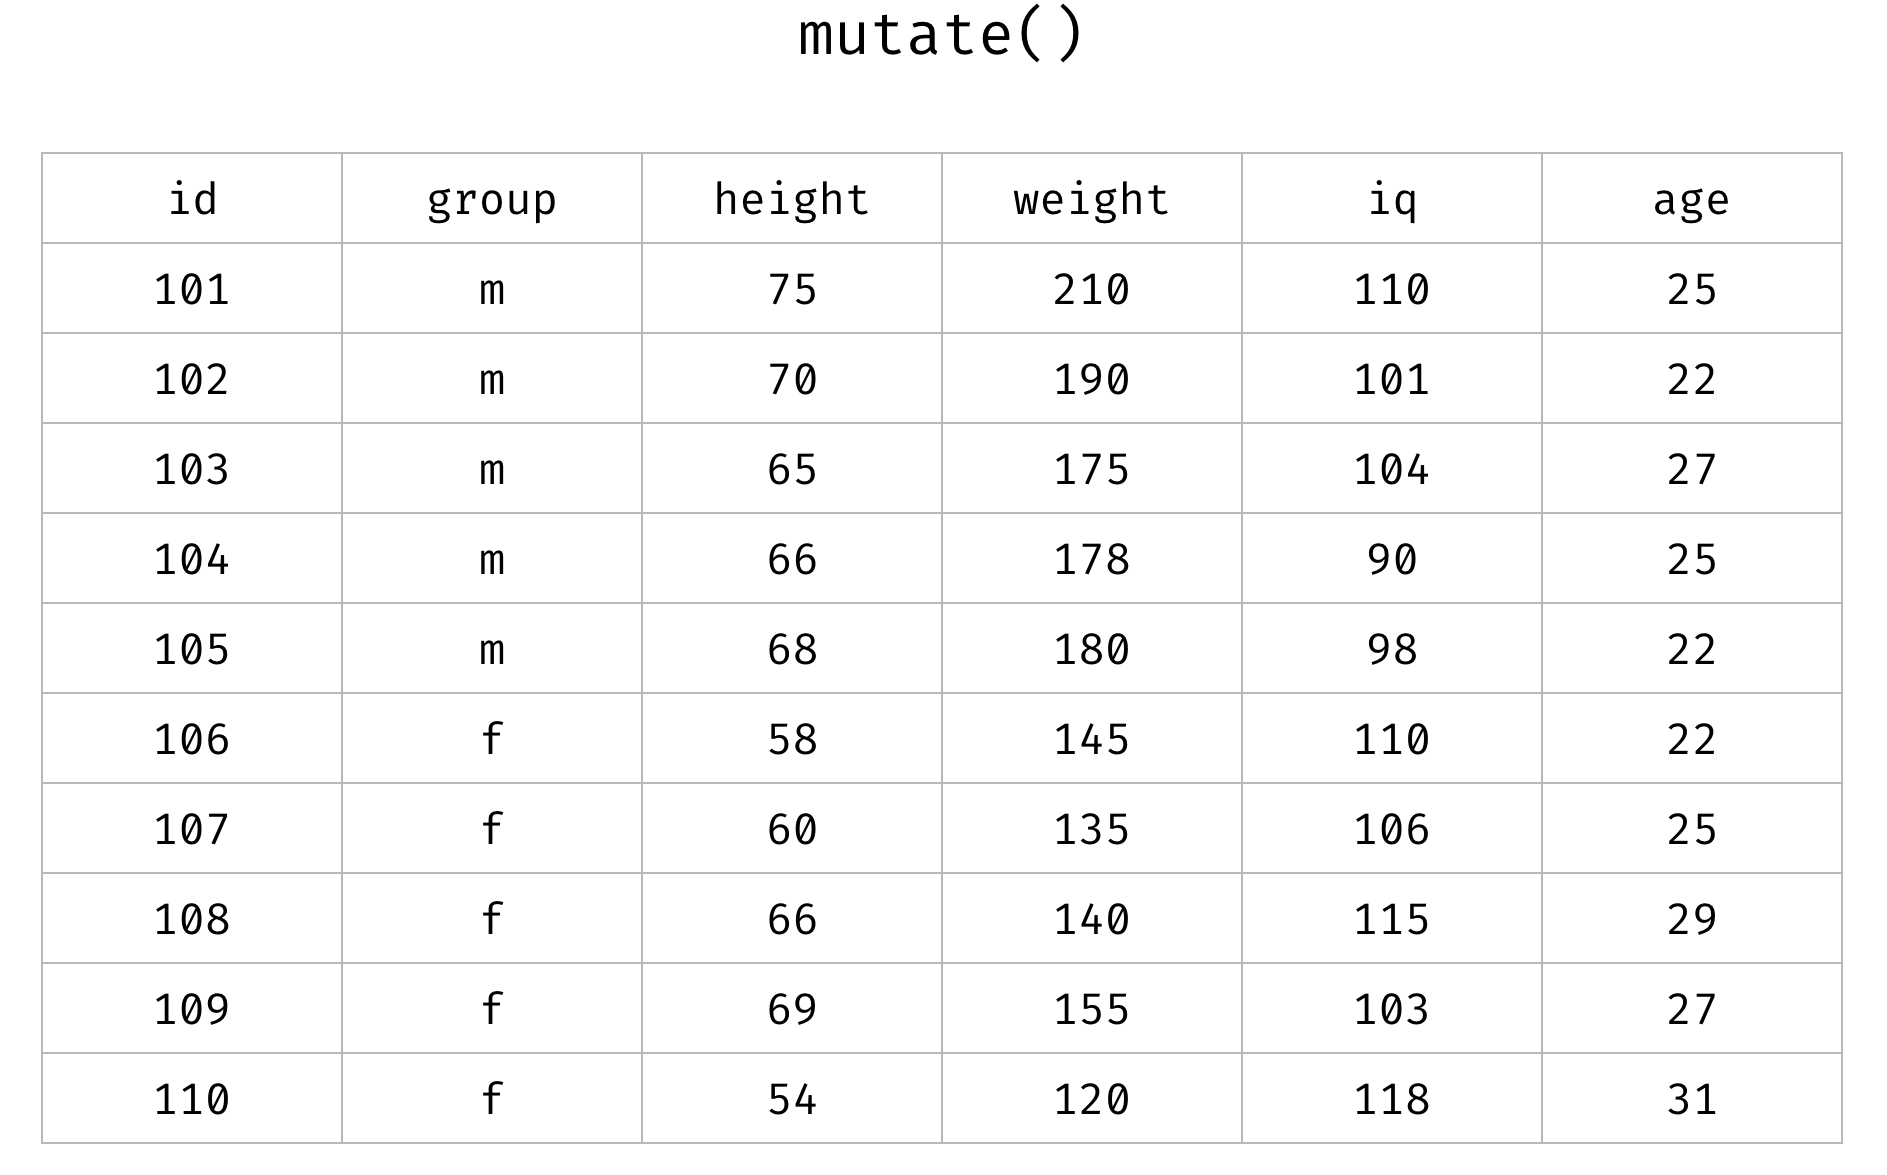 mutate()
id group height weight iq age
101 m 75 210 110 25
102 m 70 190 101 22
103 m 65 175 104 27
104 m 66 178 90 25
105 m 68 180 98 22
106 f 58 145 110 22
107 f 60 135 106 25
108 f 66 140 115 29
109 f 69 155 103 27
110 f 54 120 118 31